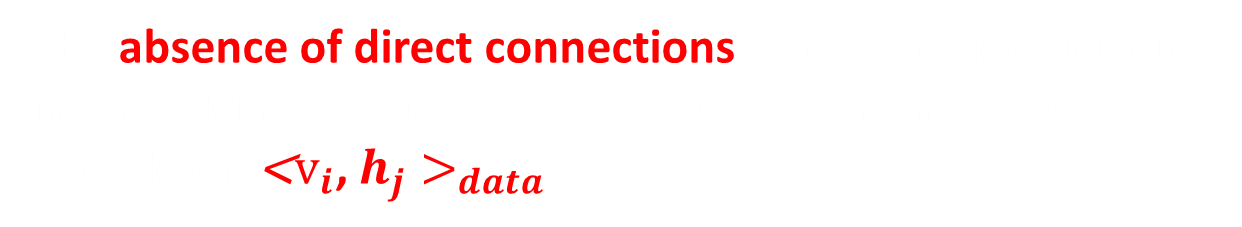 absence of direct connections
<vᵢ, hⱼ >data